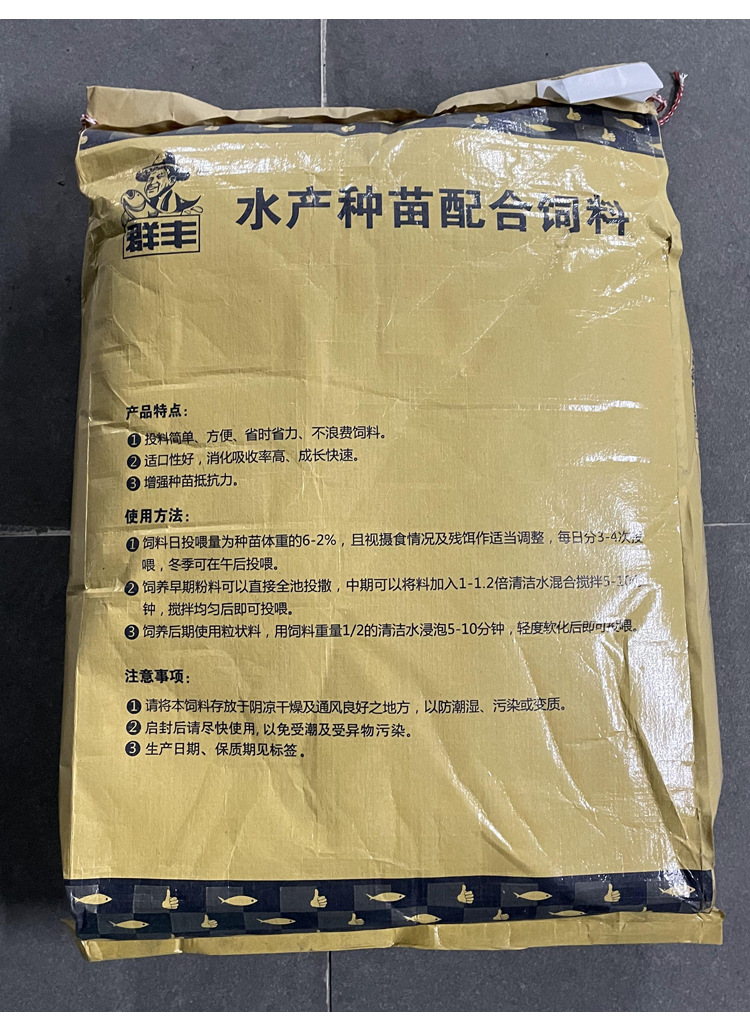 群丰
水产种苗配合饲料
产品特点：
❶投料简单、方便、省时省力、不浪费饲料。
❷适口性好，消化吸收率高、成长快速。
❸增强种苗抵抗力。
使用方法：
❶饲料日投喂量为种苗体重的6-2%，且视摄食情况及残饵作适当调整，每日分3-4次投
喂，冬季可在午后投喂。
❷饲养早期粉料可以直接全池投撒，中期可以将料加入1-1.2倍清洁水混合搅拌5-10分
钟，搅拌均匀后即可投喂。
❸饲养后期使用粒状料，用饲料重量1/2的清洁水浸泡5-10分钟，轻度软化后即可投喂。
注意事项：
❶请将本饲料存放于阴凉干燥及通风良好之地方，以防潮湿、污染或变质。
❷启封后请尽快使用,以免受潮及受异物污染。
❸生产日期、保质期见标签。